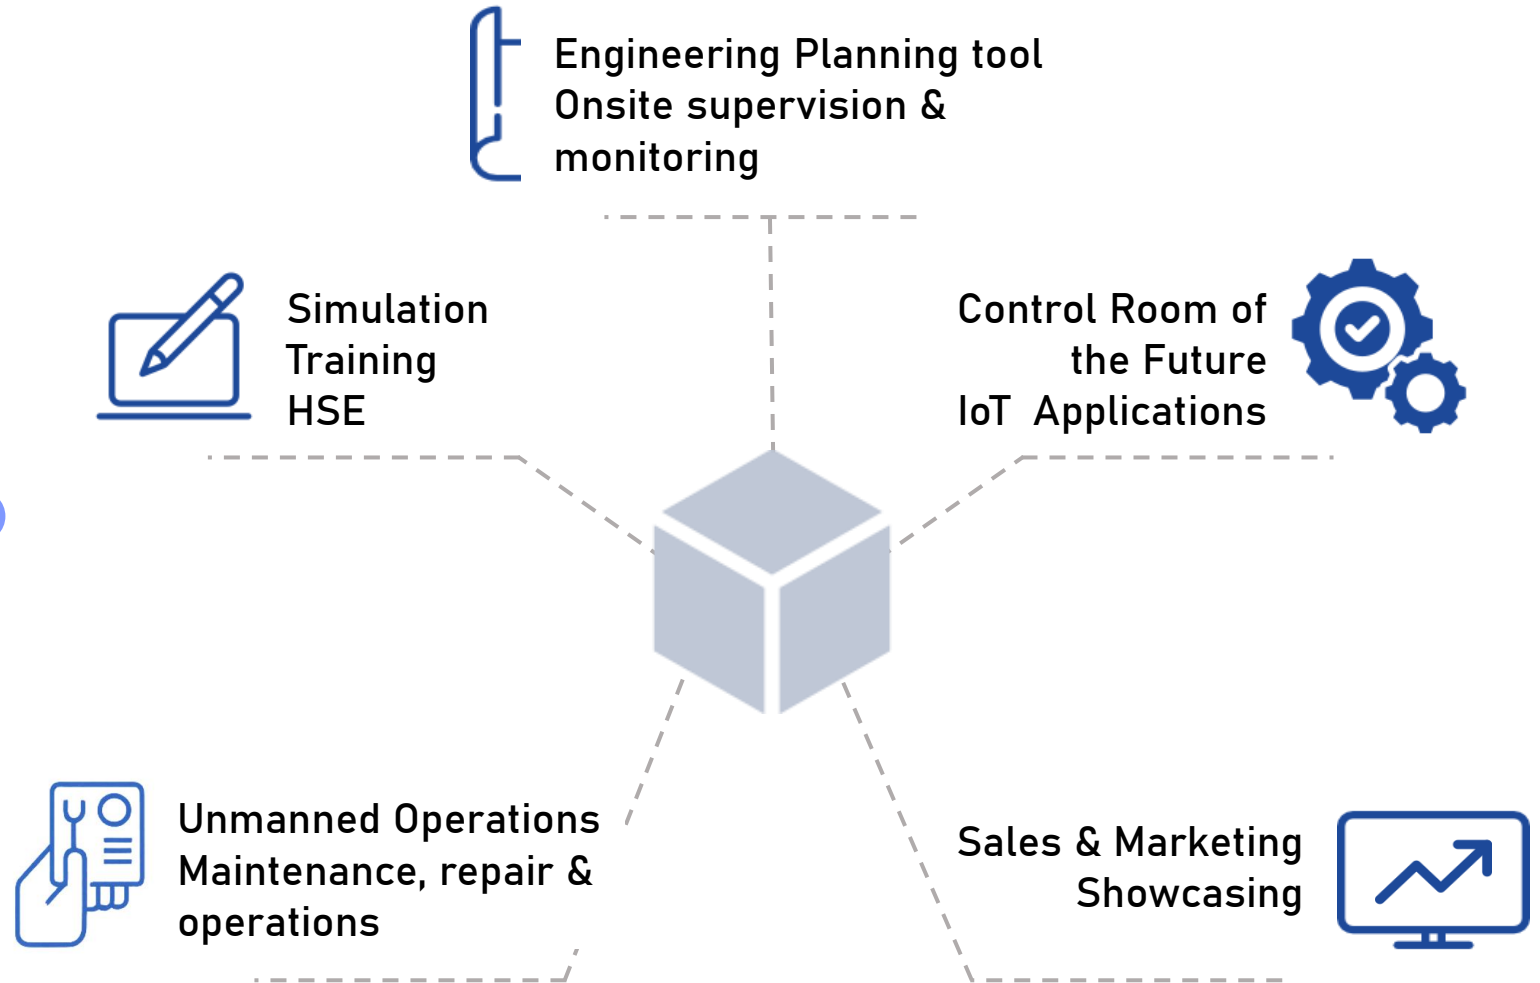 Engineering Planning tool
Onsite supervision &
monitoring
Simulation
Training
HSE
Control Room of
the Future
IoT  Applications
Unmanned Operations
Maintenance, repair &
operations
Sales & Marketing
Showcasing